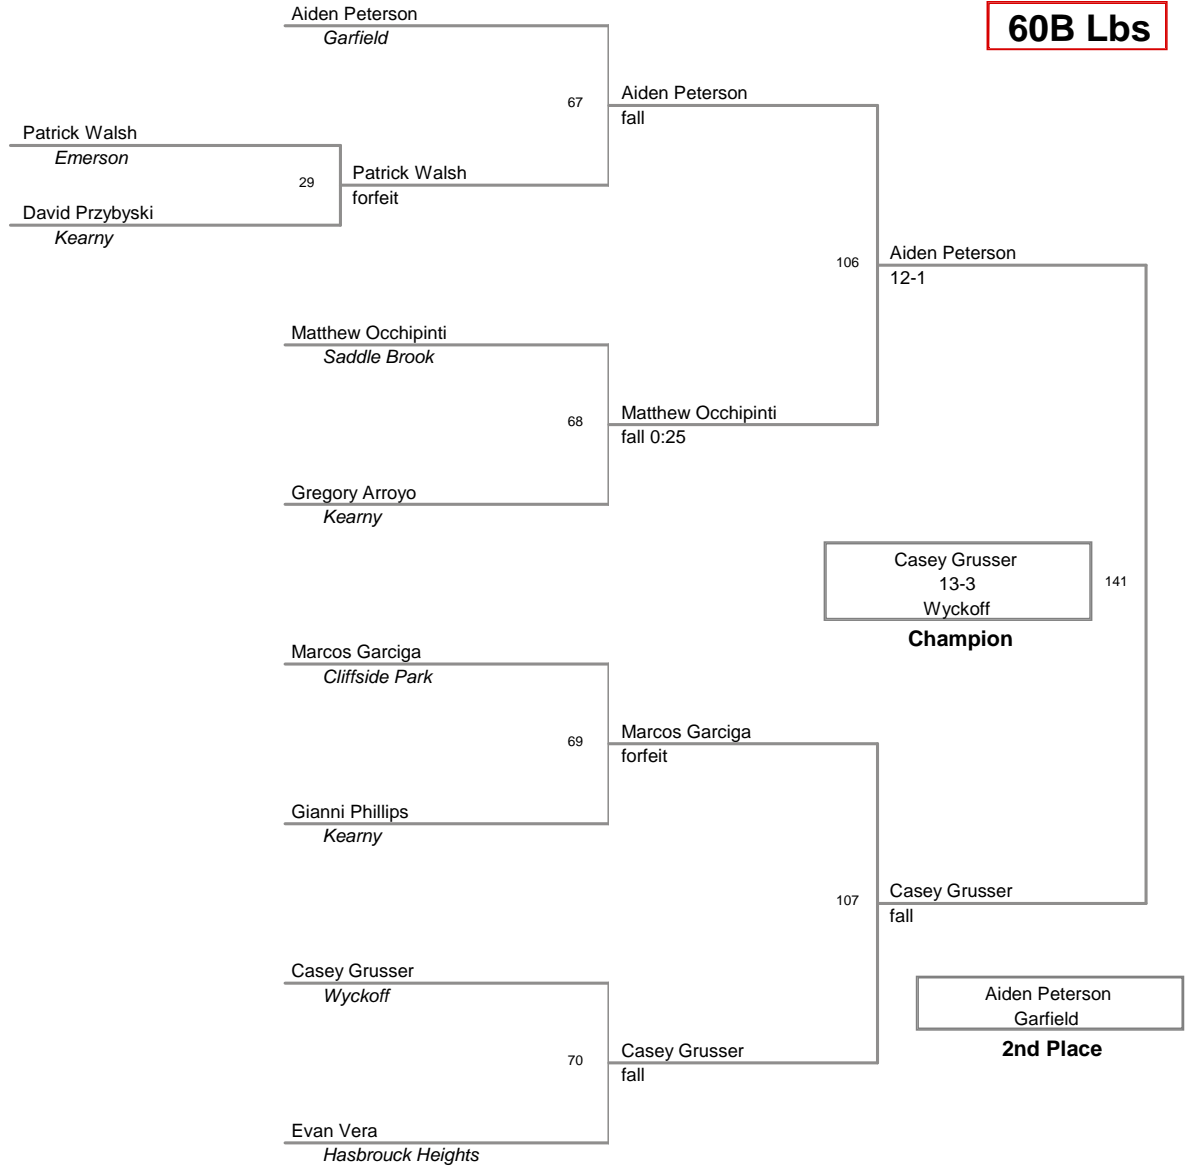 60B Lbs
Aiden Peterson
Garfield
67
Aiden Peterson
fall
Patrick Walsh
Emerson
29
Patrick Walsh
forfeit
David Przybyski
Kearny
106
Aiden Peterson
12-1
Matthew Occhipinti
Saddle Brook
68
Matthew Occhipinti
fall 0:25
Gregory Arroyo
Kearny
Casey Grusser
13-3
Wyckoff
141
Champion
Marcos Garciga
Cliffside Park
69
Marcos Garciga
forfeit
Gianni Phillips
Kearny
107
Casey Grusser
fall
Casey Grusser
Wyckoff
Aiden Peterson
Garfield
2nd Place
70
Casey Grusser
fall
Evan Vera
Hasbrouck Heights